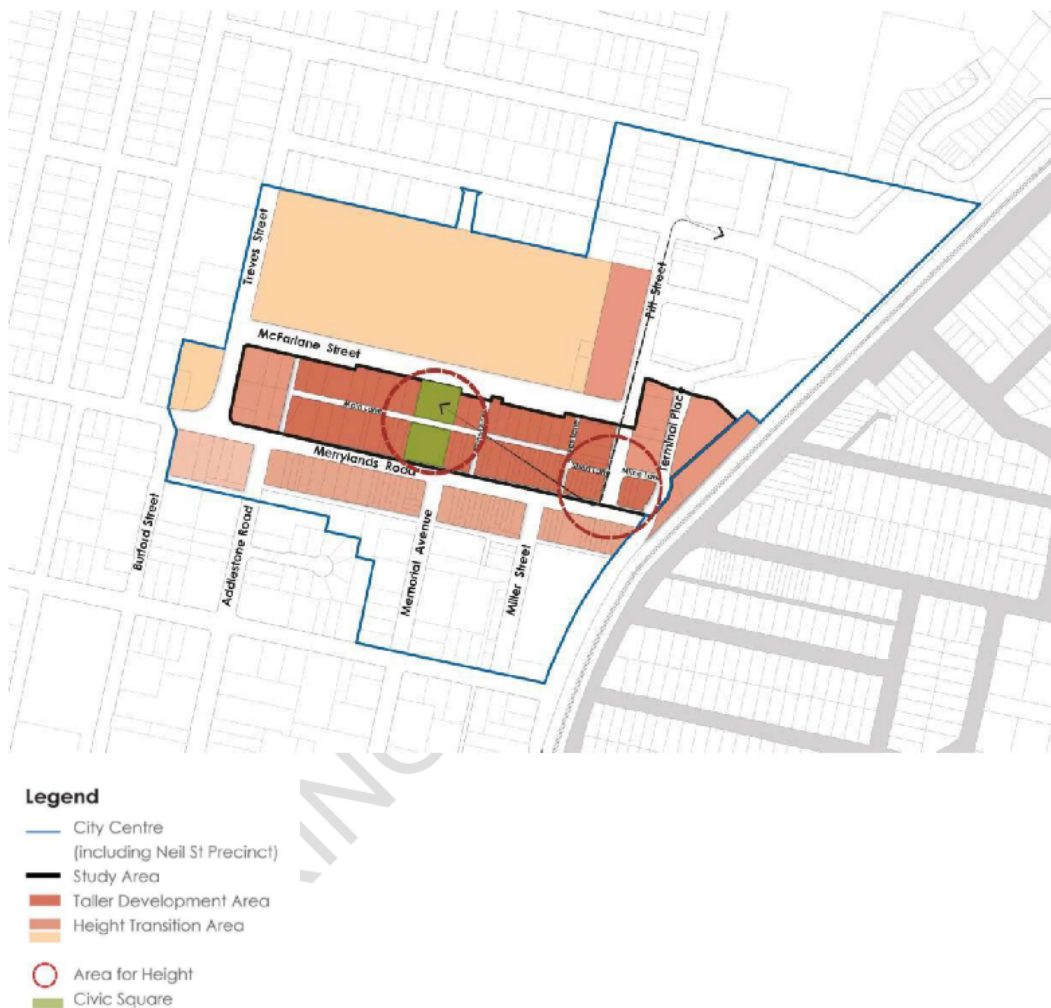 Treves Street
Pitt Street
McFarlane Street
Terminal Place
Main Lane
Merrylands Road
Burford Street
Addlestone Road
Memorial Avenue
Miller Street
Legend
City Centre
(including Neil St Precinct)
Study Area
Taller Development Area
Height Transition Area
Area for Height
Civic Square